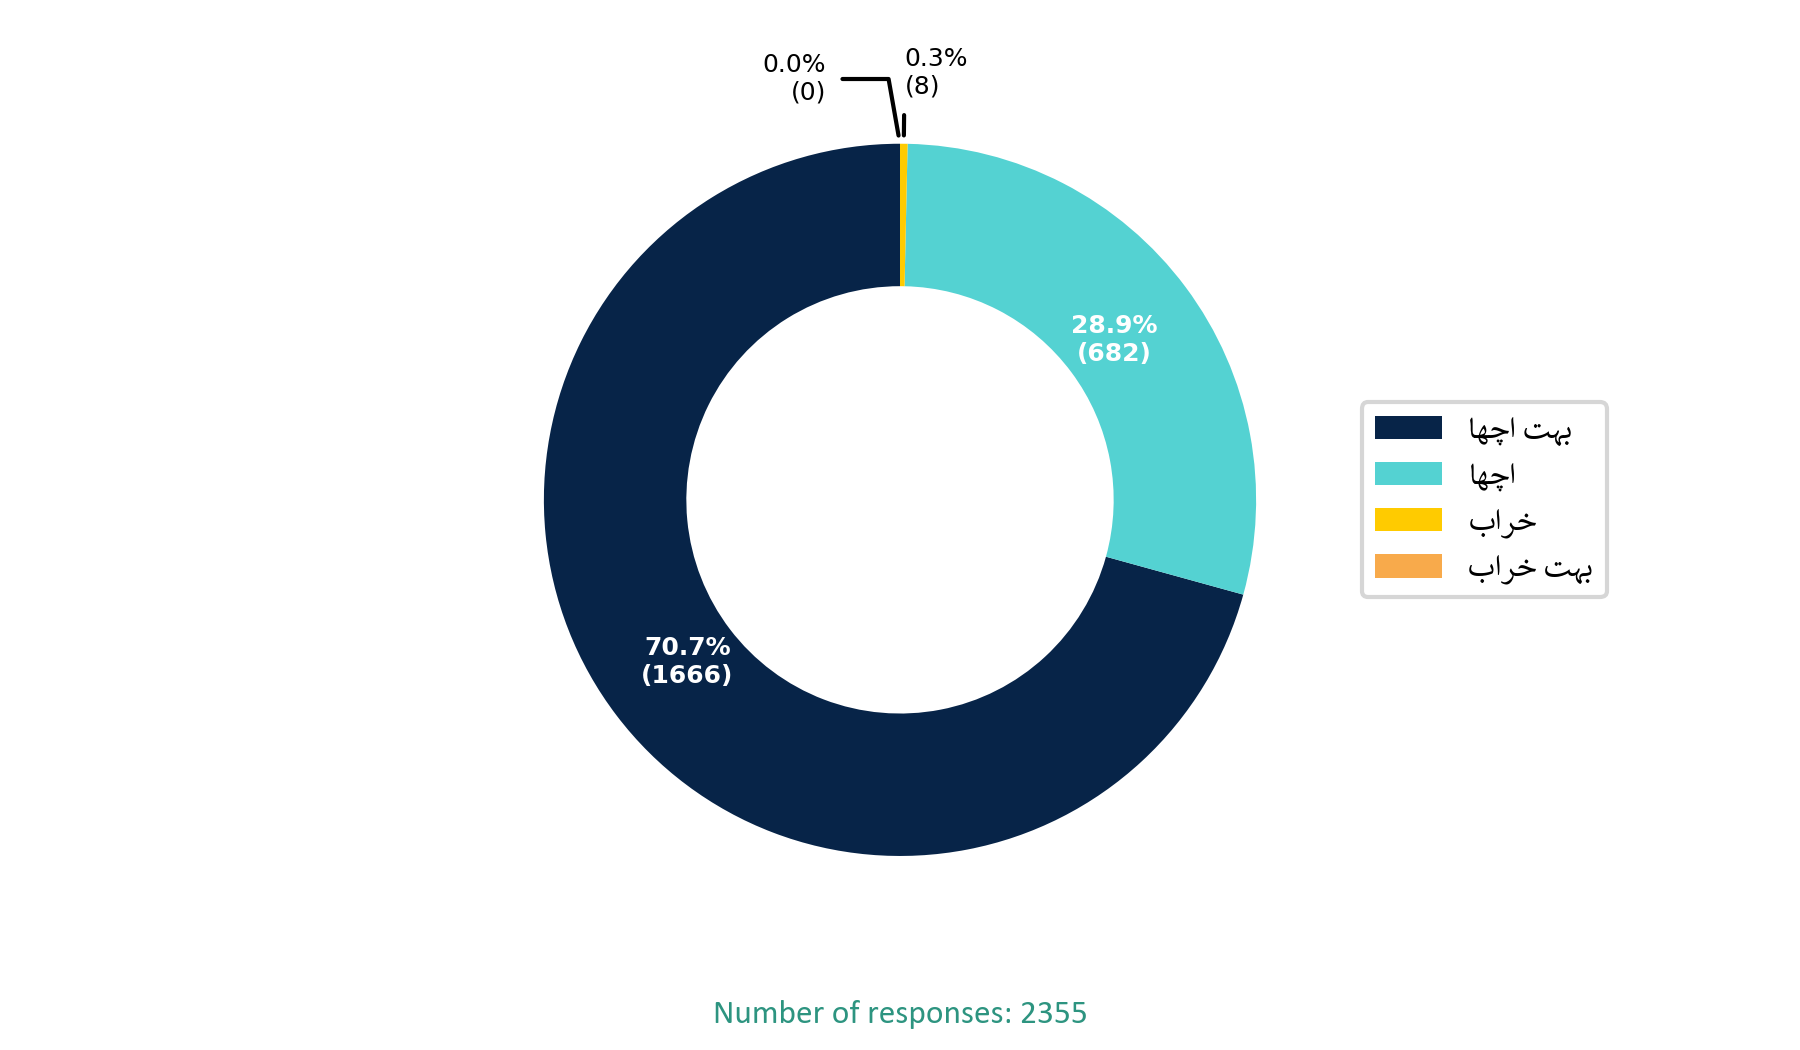 0.0%
(0)
0.3%
(8)
28.9%
(682)
70.7%
(1666)
بہت اچھا
اچھا
خراب
بہت خراب
Number of responses: 2355